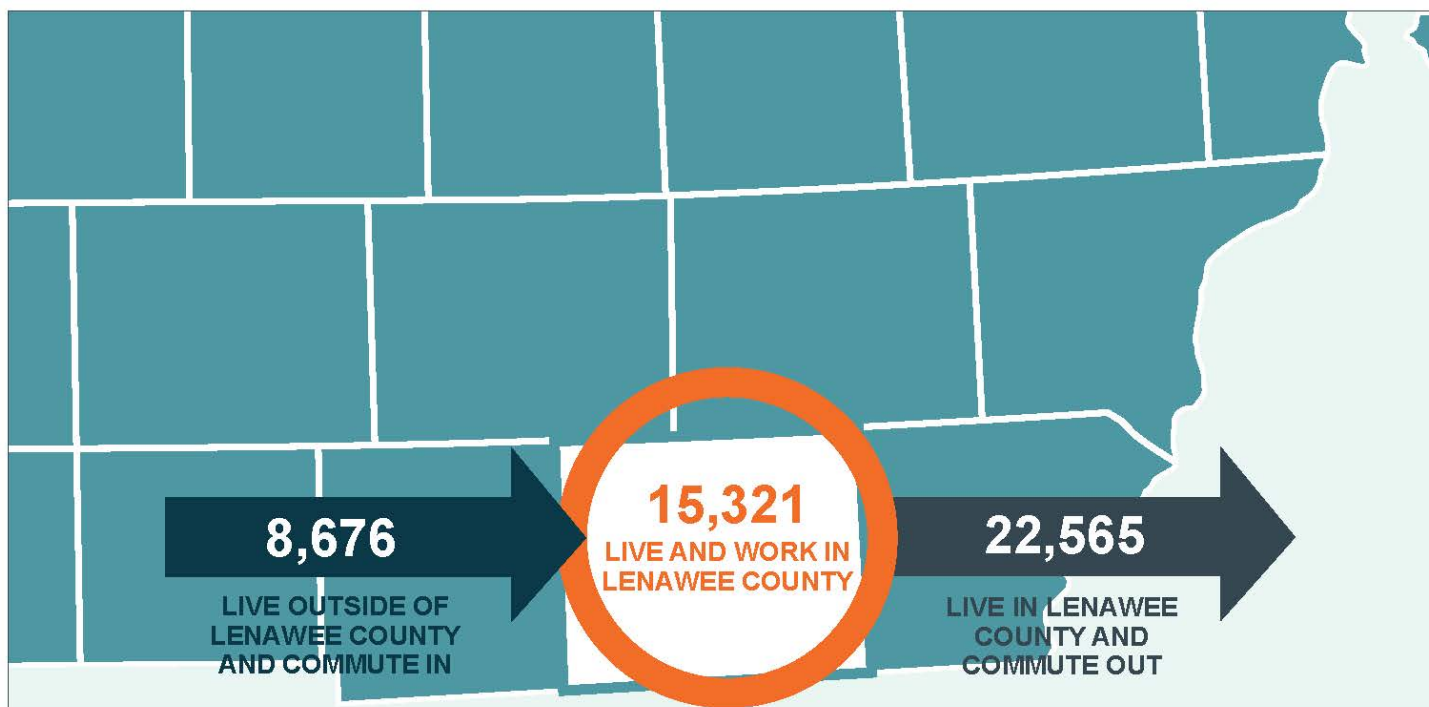 8,676
LIVE OUTSIDE OF
LENAWEE COUNTY
AND COMMUTE IN
15,321
LIVE AND WORK IN
LENAWEE COUNTY
22,565
LIVE IN LENAWEE
COUNTY AND
COMMUTE OUT